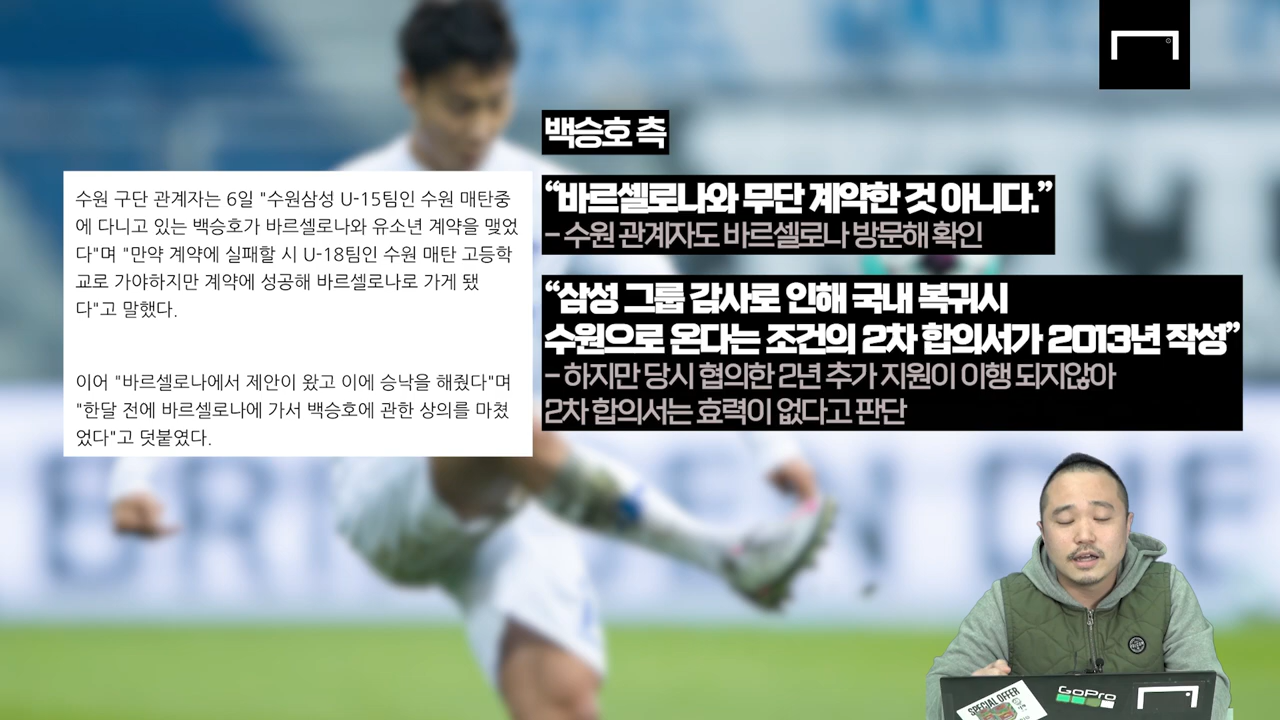 수원 구단 관계자는 6일 "수원삼성 U-15팀인 수원 매탄중
에 다니고 있는 백승호가 바르셀로나와 유소년 계약을 맺었
다"며 "만약 계약에 실패할 시 U-18팀인 수원 매탄 고등학
교로 가야하지만 계약에 성공해 바르셀로나로 가게 됐
다"고 말했다.
이어 "바르셀로나에서 제안이 왔고 이에 승낙을 해줬다"며
"한달 전에 바르셀로나에 가서 백승호에 관한 상의를 마쳤
었다"고 덧붙였다.
백승호 측
“바르셀로나와 무단 계약한 것 아니다.”
– 수원 관계자도 바르셀로나 방문해 확인
“삼성 그룹 감사로 인해 국내 복귀시
수원으로 온다는 조건의 2차 합의서가 2013년 작성”
– 하지만 당시 협의한 2년 추가 지원이 이행 되지않아
2차 합의서는 효력이 없다고 판단
SPECIAL OFFER
GoPro